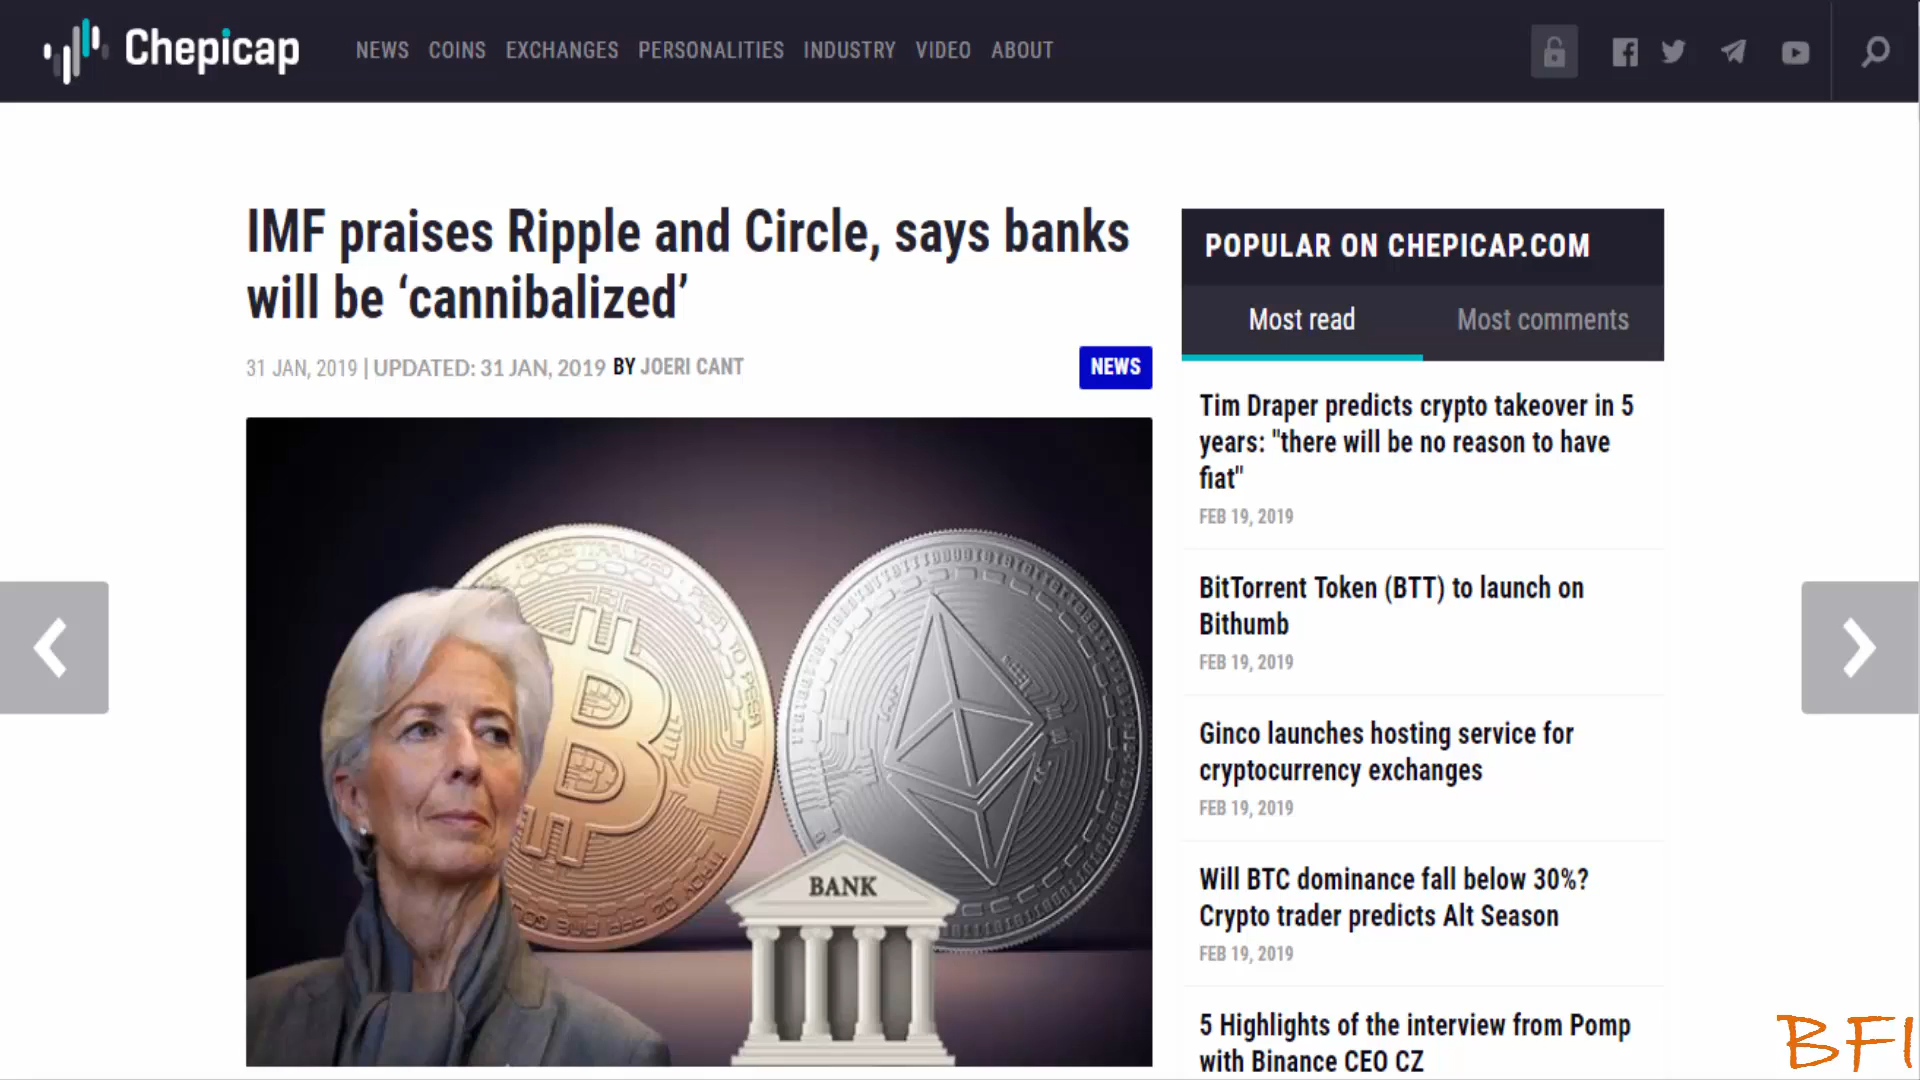 Chepicap
NEWS COINS EXCHANGES PERSONALITIES INDUSTRY VIDEO ABOUT
IMF praises Ripple and Circle, says banks
will be ‘cannibalized’
31 JAN, 2019 | UPDATED: 31 JAN, 2019 BY JOERI CANT
NEWS
DECENTRALIZED
PEER TO PEER
BANK
POPULAR ON CHEPICAP.COM
Most read
Most comments
Tim Draper predicts crypto takeover in 5
years: "there will be no reason to have
fiat"
FEB 19, 2019
BitTorrent Token (BTT) to launch on
Bithumb
FEB 19, 2019
Ginco launches hosting service for
cryptocurrency exchanges
FEB 19, 2019
Will BTC dominance fall below 30%?
Crypto trader predicts Alt Season
FEB 19, 2019
5 Highlights of the interview from Pomp
with Binance CEO CZ
BFI